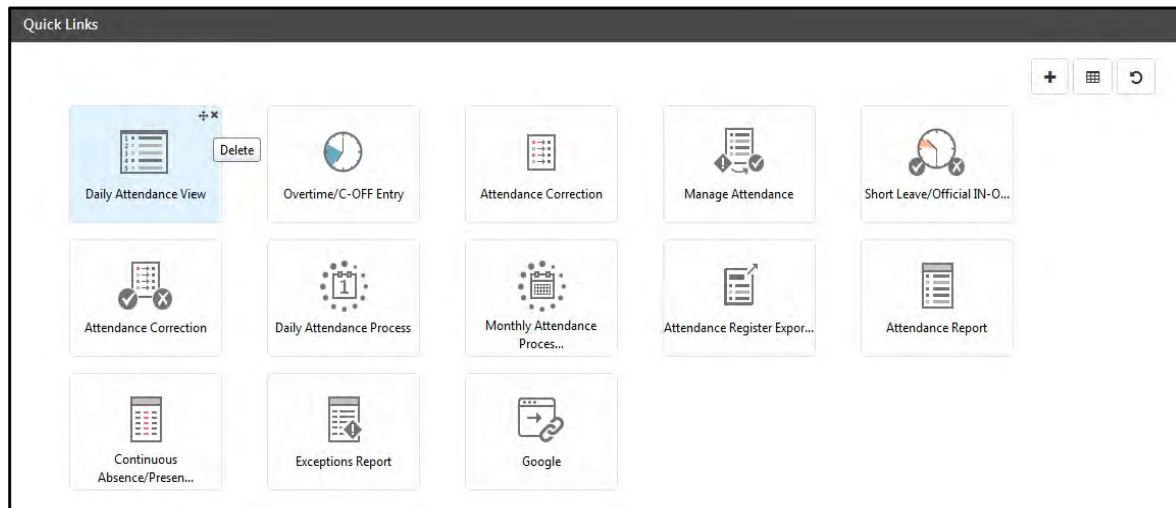 Quick Links
Delete
Daily Attendance View
Overtime/C-OFF Entry
Attendance Correction
Manage Attendance
Short Leave/Official IN-O...
Attendance Correction
Daily Attendance Process
Monthly Attendance
Proces...
Attendance Register Expor...
Attendance Report
Continuous
Absence/Presen...
Exceptions Report
Google